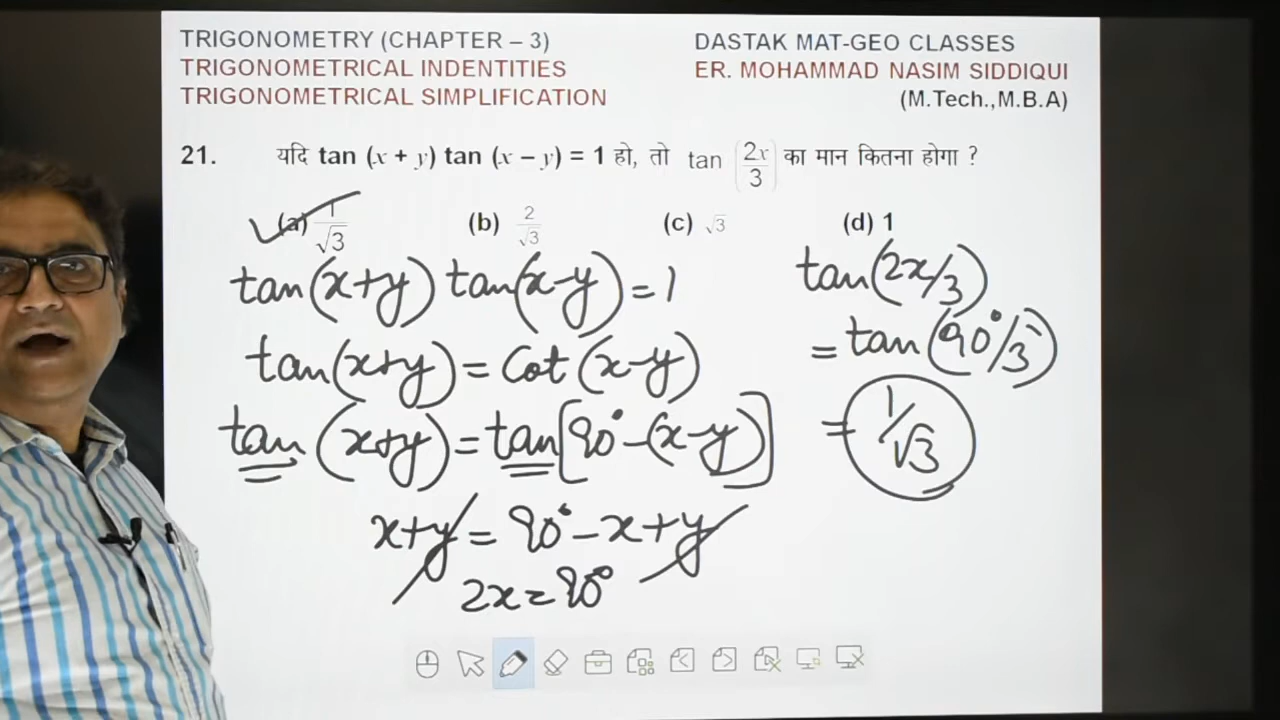 TRIGONOMETRY (CHAPTER – 3)
TRIGONOMETRICAL INDENTITIES
TRIGONOMETRICAL SIMPLIFICATION
DASTAK MAT-GEO CLASSES
ER. MOHAMMAD NASIM SIDDIQUI
(M.Tech.,M.B.A)
21. यदि tan (x + y) tan (x – y) = 1 हो, तो tan (2x/3) का मान कितना होगा ?
(a) 1/√3 (b) 2/√3 (c) √3 (d) 1
tan(x+y) tan(x-y) = 1
tan(x+y) = Cot(x-y)
tan(x+y) = tan[90°-(x-y)]
x+y = 90°-x+y
2x = 90°
tan(2x/3)
= tan(90°/3)
= 1/√3